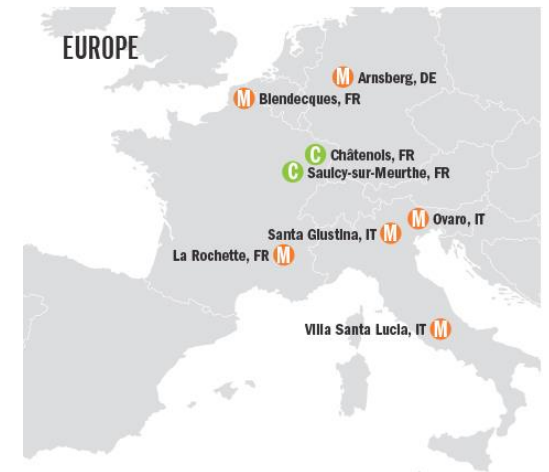 EUROPE
M Arnsberg, DE
M Blendecques, FR
C Châtenois, FR
C Saulcy-sur-Meurthe, FR
M Ovaro, IT
Santa Giustina, IT M
La Rochette, FR M
Villa Santa Lucia, IT M